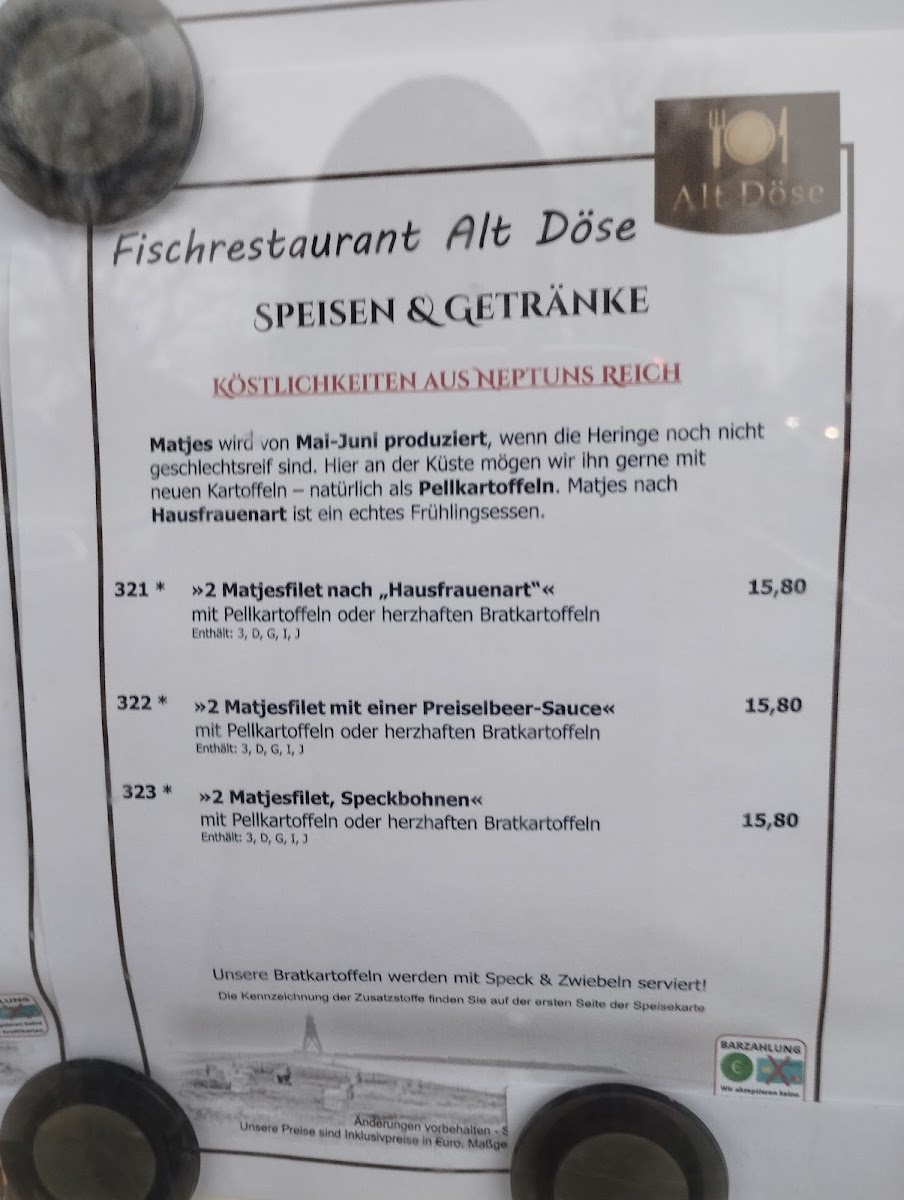 Alt Döse
Fischrestaurant Alt Döse
SPEISEN & GETRÄNKE
KÖSTLICHKEITEN AUS NEPTUNS REICH
Matjes wird von Mai-Juni produziert, wenn die Heringe noch nicht
geschlechtsreif sind. Hier an der Küste mögen wir ihn gerne mit
neuen Kartoffeln – natürlich als Pellkartoffeln. Matjes nach
Hausfrauenart ist ein echtes Frühlingsessen.
321 * »2 Matjesfilet nach „Hausfrauenart“« 15,80
mit Pellkartoffeln oder herzhaften Bratkartoffeln
Enthält: 3, D, G, I, J
322 * »2 Matjesfilet mit einer Preiselbeer-Sauce« 15,80
mit Pellkartoffeln oder herzhaften Bratkartoffeln
Enthält: 3, D, G, I, J
323 * »2 Matjesfilet, Speckbohnen«
mit Pellkartoffeln oder herzhaften Bratkartoffeln 15,80
Enthält: 3, D, G, I, J
Unsere Bratkartoffeln werden mit Speck & Zwiebeln serviert!
Die Kennzeichnung der Zusatzstoffe finden Sie auf der ersten Seite der Speisekarte
BARZAHLUNG
€
Wir akzeptieren keine
Änderungen vorbehalten - S
Unsere Preise sind Inklusivpreise in €uro. Maßge